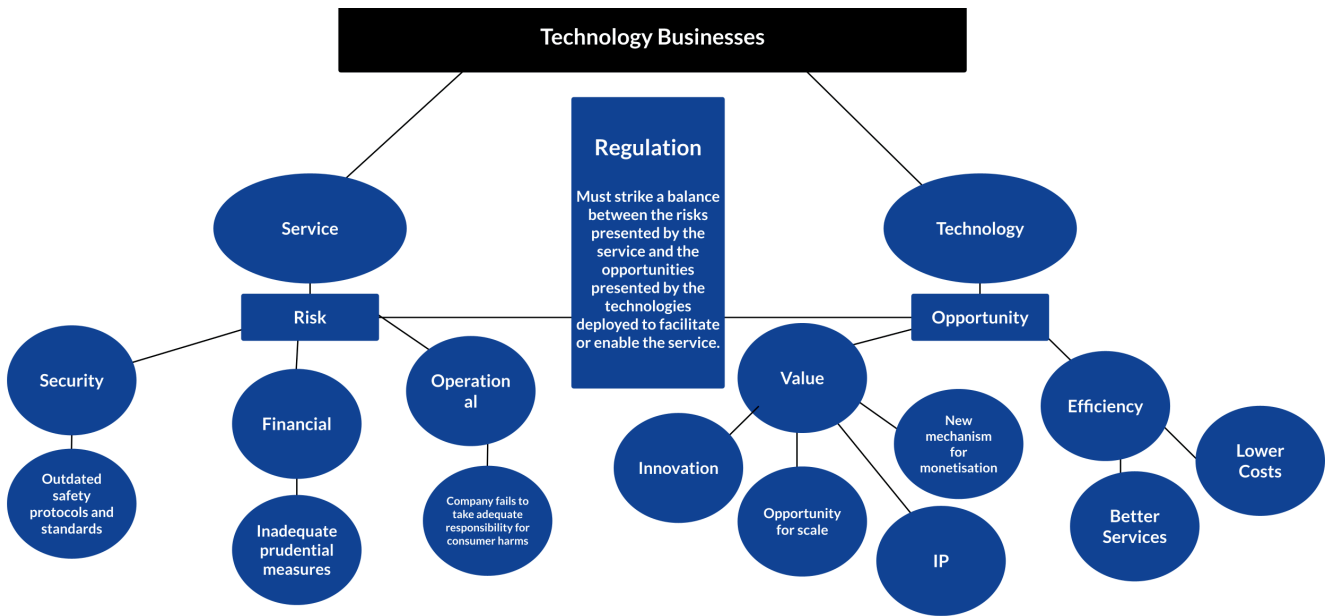 Technology Businesses
Regulation
Must strike a balance
between the risks
presented by the
service and the
opportunities
presented by the
technologies
deployed to facilitate
or enable the service.
Service
Technology
Risk
Opportunity
Security
Financial
Operation
al
Value
Efficiency
Outdated
safety
protocols and
standards
Inadequate
prudential
measures
Company fails to
take adequate
responsibility for
consumer harms
Innovation
Opportunity
for scale
IP
New
mechanism
for
monetisation
Better
Services
Lower
Costs